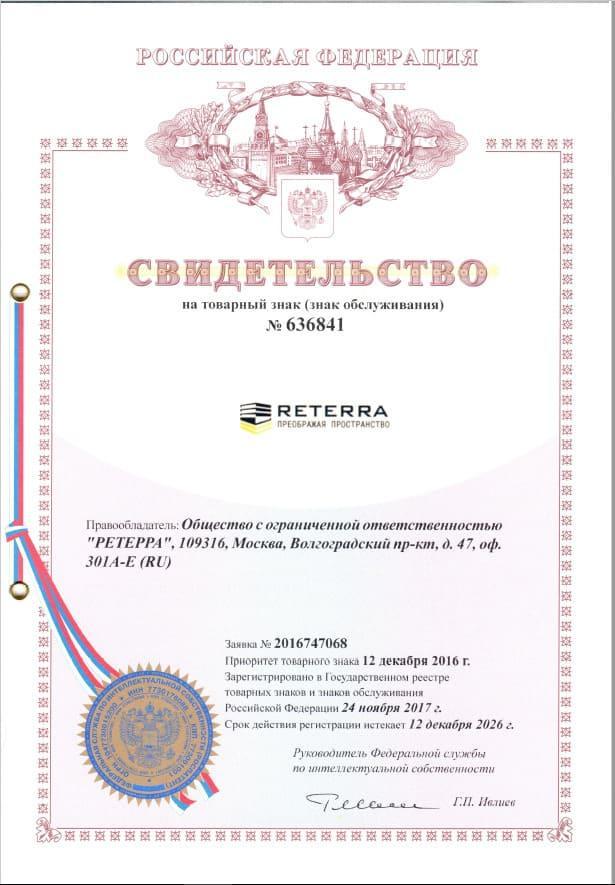 РОССИЙСКАЯ ФЕДЕРАЦИЯ
СВИДЕТЕЛЬСТВО
на товарный знак (знак обслуживания)
№ 636841
RETERRA
ПРЕОБРАЖАЯ ПРОСТРАНСТВО
Правообладатель: Общество с ограниченной ответственностью
"РЕТЕРРА", 109316, Москва, Волгоградский пр-кт, д. 47, оф.
301А-Е (RU)
Заявка № 2016747068
Приоритет товарного знака 12 декабря 2016 г.
Зарегистрировано в Государственном реестре
товарных знаков и знаков обслуживания
Российской Федерации 24 ноября 2017 г.
Срок действия регистрации истекает 12 декабря 2026 г.
Руководитель Федеральной службы
по интеллектуальной собственности
Г.П. Ивлиев
ФЕДЕРАЛЬНАЯ СЛУЖБА ПО ИНТЕЛЛЕКТУАЛЬНОЙ СОБСТВЕННОСТИ (РОСПАТЕНТ)